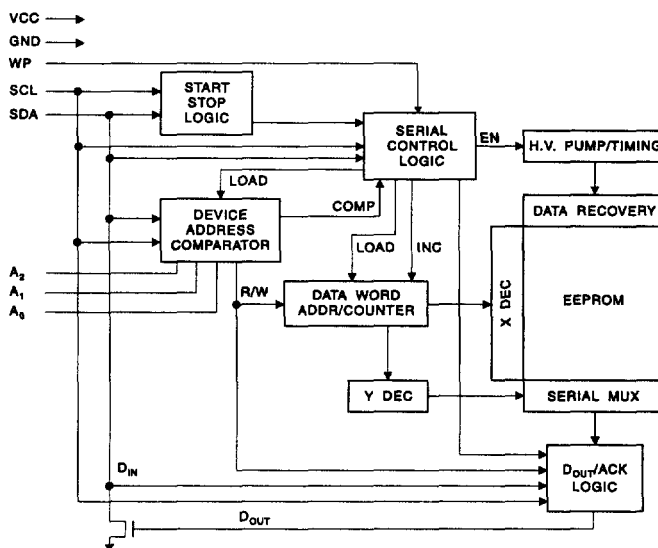 VCC
GND
WP
SCL
SDA
START
STOP
LOGIC
SERIAL
CONTROL
LOGIC
EN
H.V. PUMP/TIMING
LOAD
COMP
DEVICE
ADDRESS
COMPARATOR
DATA RECOVERY
LOAD
INC
A2
A1
A0
R/W
DATA WORD
ADDR/COUNTER
X DEC
EEPROM
Y DEC
SERIAL MUX
DIN
DOUT/ACK
LOGIC
DOUT